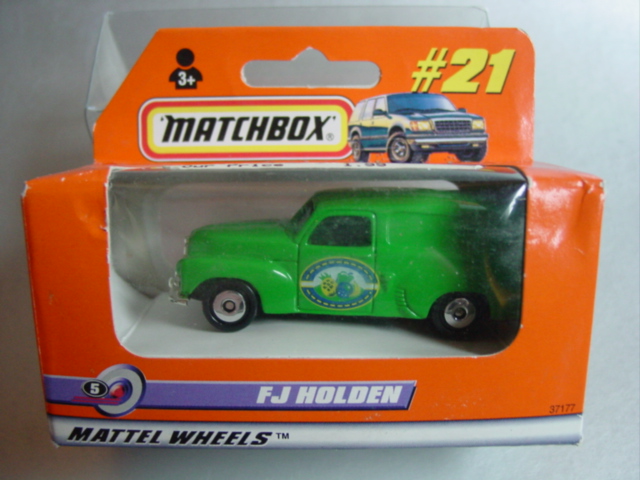 3+
#21
MATCHBOX®
5
FJ HOLDEN
37177
MATTEL WHEELS™